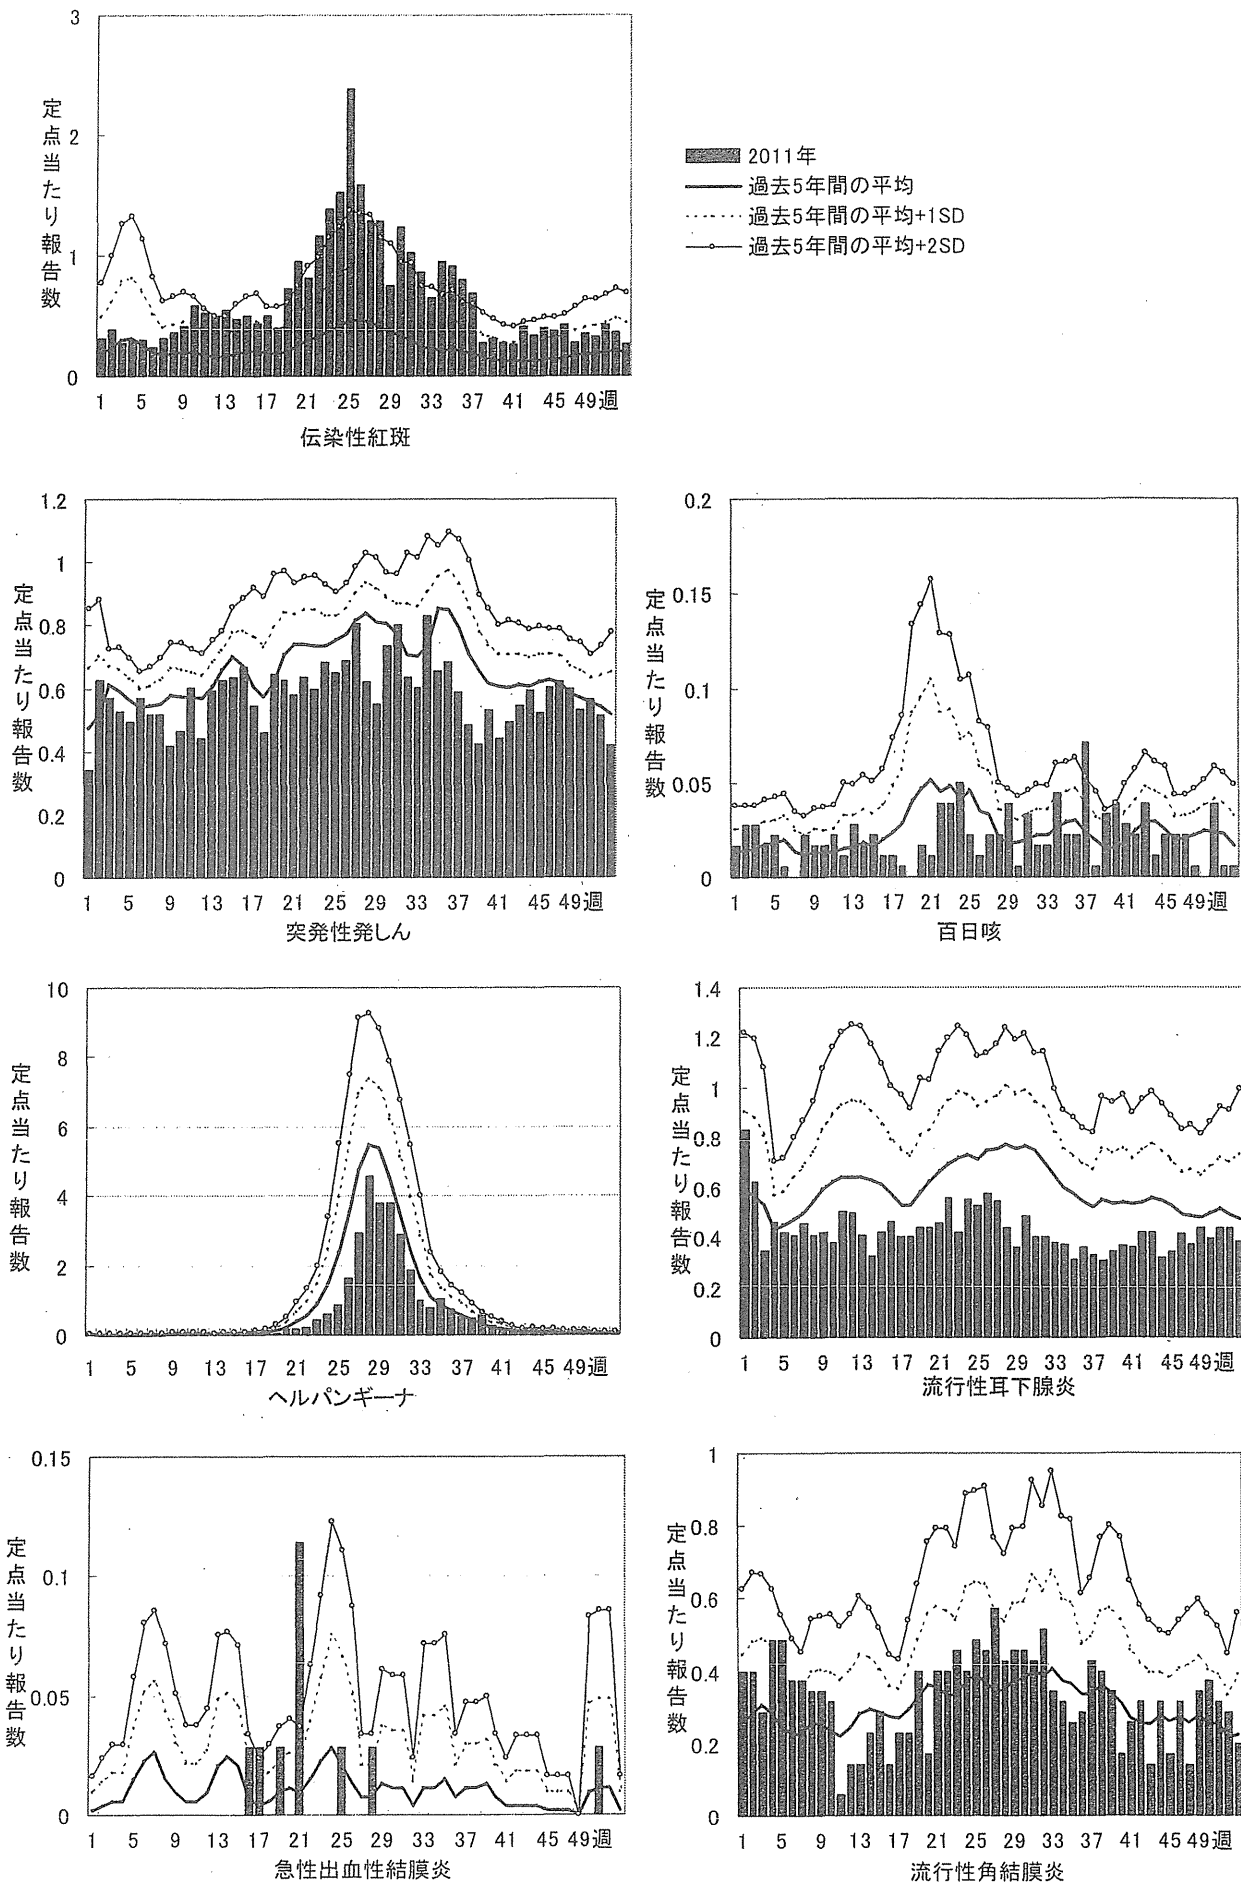 3
2
1
0
定点当たり報告数
1 5 9 13 17 21 25 29 33 37 41 45 49週
伝染性紅斑
2011年
過去5年間の平均
過去5年間の平均+1SD
過去5年間の平均+2SD
1.2
1
0.8
0.6
0.4
0.2
0
定点当たり報告数
1 5 9 13 17 21 25 29 33 37 41 45 49週
突発性発しん
0.2
0.15
0.1
0.05
0
定点当たり報告数
1 5 9 13 17 21 25 29 33 37 41 45 49週
百日咳
10
8
6
4
2
0
定点当たり報告数
1 5 9 13 17 21 25 29 33 37 41 45 49週
ヘルパンギーナ
1.4
1.2
1
0.8
0.6
0.4
0.2
0
定点当たり報告数
1 5 9 13 17 21 25 29 33 37 41 45 49週
流行性耳下腺炎
0.15
0.1
0.05
0
定点当たり報告数
1 5 9 13 17 21 25 29 33 37 41 45 49週
急性出血性結膜炎
1
0.8
0.6
0.4
0.2
0
定点当たり報告数
1 5 9 13 17 21 25 29 33 37 41 45 49週
流行性角結膜炎